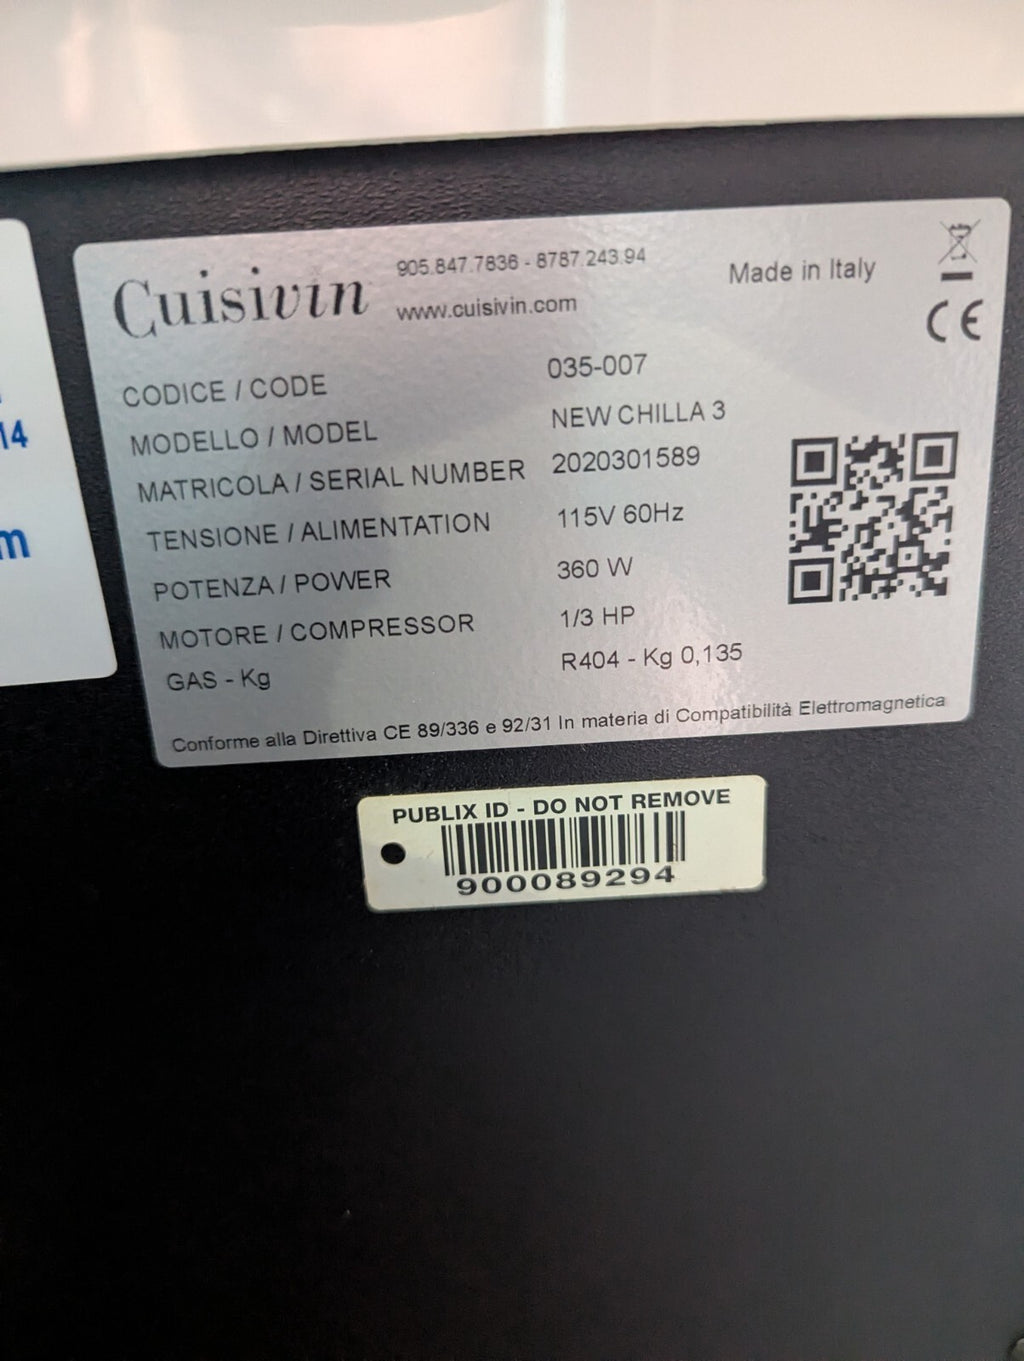 Cuisivin
905.847.7836 - 8787.243.94
www.cuisivin.com
Made in Italy
CE
CODICE / CODE 035-007
MODELLO / MODEL NEW CHILLA 3
MATRICOLA / SERIAL NUMBER 2020301589
TENSIONE / ALIMENTATION 115V 60Hz
POTENZA / POWER 360 W
MOTORE / COMPRESSOR 1/3 HP
GAS - Kg R404 - Kg 0,135
Conforme alla Direttiva CE 89/336 e 92/31 In materia di Compatibilità Elettromagnetica
14
m
PUBLIX ID - DO NOT REMOVE
900089294